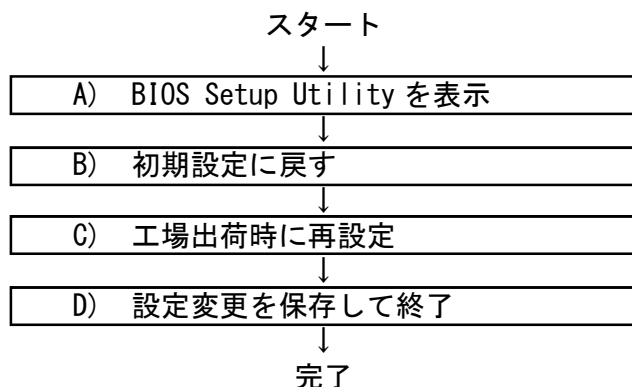 スタート
↓
A) BIOS Setup Utility を表示
↓
B) 初期設定に戻す
↓
C) 工場出荷時に再設定
↓
D) 設定変更を保存して終了
↓
完了